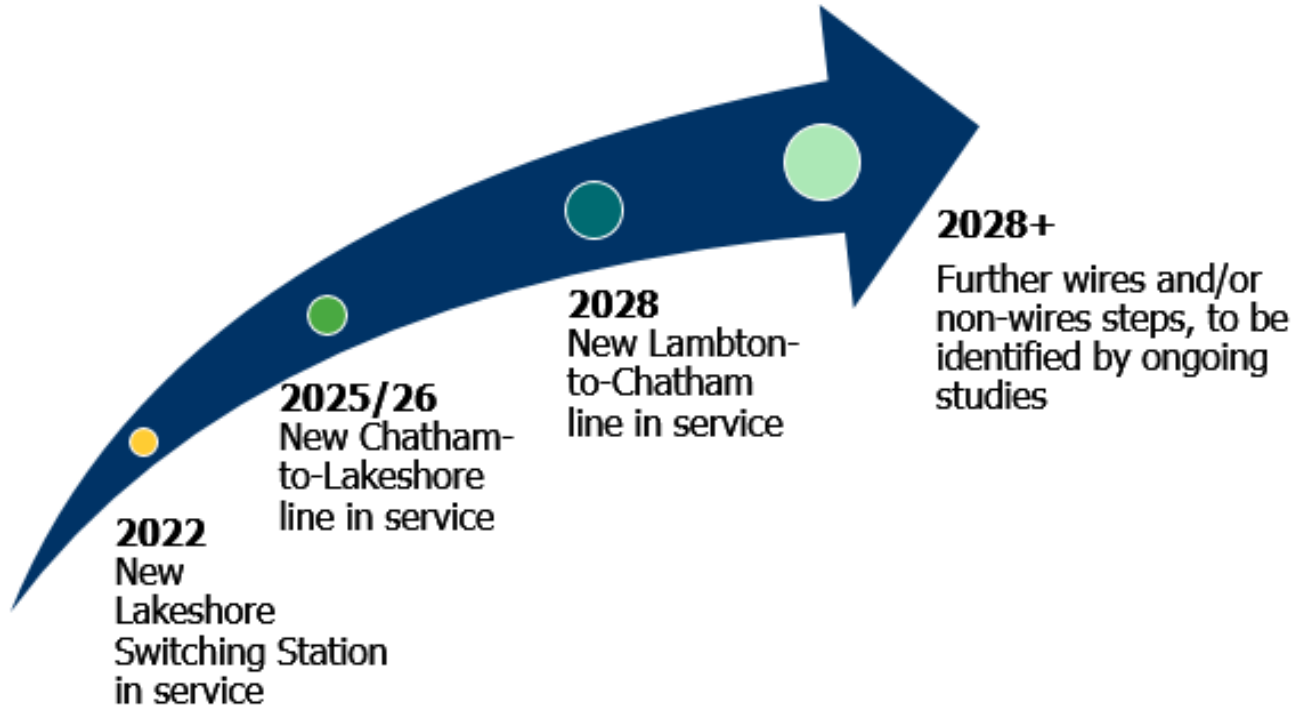 2022
New
Lakeshore
Switching Station
in service
2025/26
New Chatham-
to-Lakeshore
line in service
2028
New Lambton-
to-Chatham
line in service
2028+
Further wires and/or
non-wires steps, to be
identified by ongoing
studies